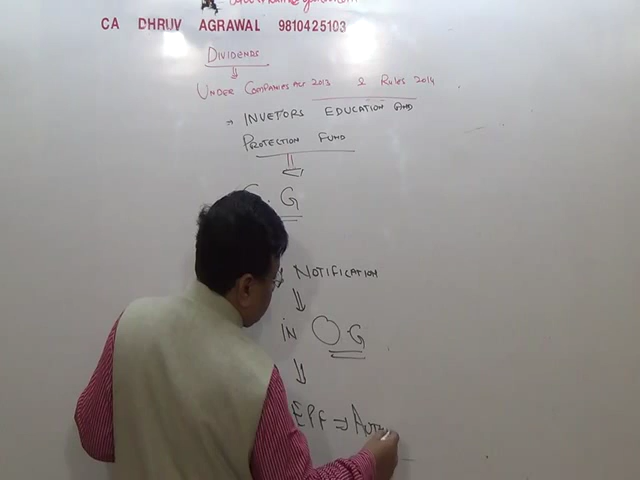 CA DHRUV AGRAWAL 9810425103
DIVIDENDS
UNDER COMPANIES ACT 2013 & RULES 2014
→ INVETORS EDUCATION AND
PROTECTION FUND
G
NOTIFICATION
IN O G
EPF ⇒ AUTH